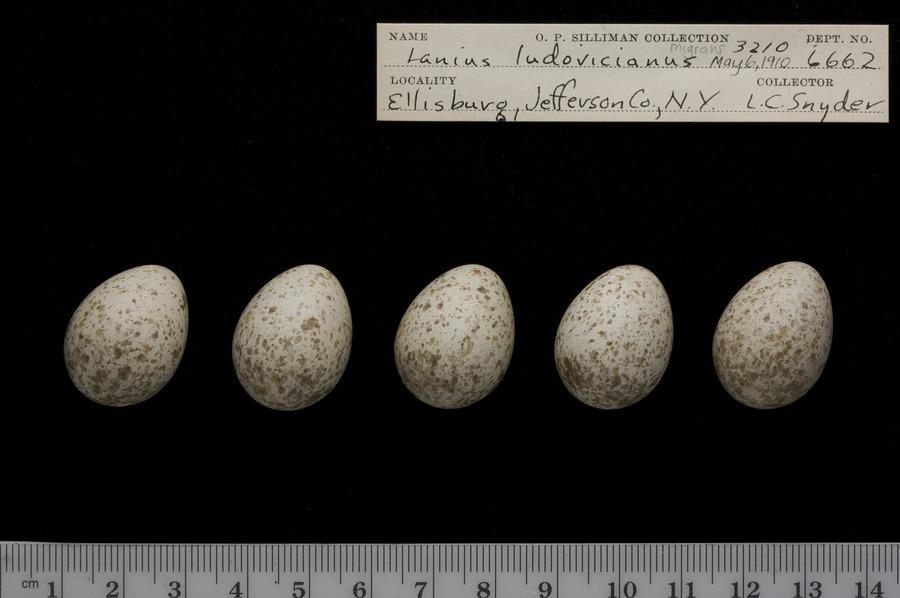 NAME O. P. SILLIMAN COLLECTION DEPT. NO.
migrans 3210
Lanius ludovicianus May 6, 1910 6662
LOCALITY COLLECTOR
Ellisburg, Jefferson Co., N.Y. L.C. Snyder
cm 1 2 3 4 5 6 7 8 9 10 11 12 13 14